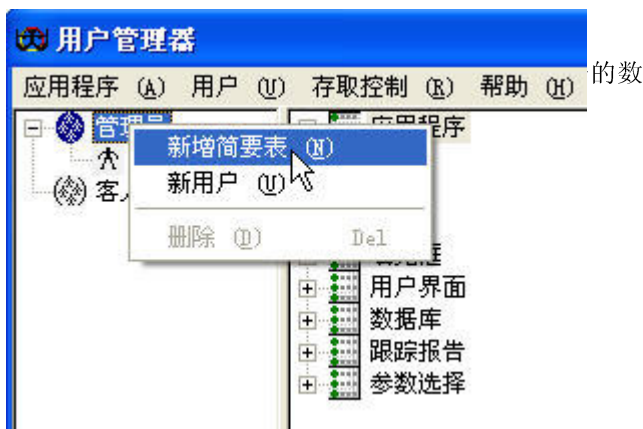 用户管理器
应用程序 (A) 用户 (U) 存取控制 (R) 帮助 (H)
的数
管理员
应用程序
新增简要表 (N)
新用户 (U)
客人
删除 (D) Del
用户界面
数据库
跟踪报告
参数选择